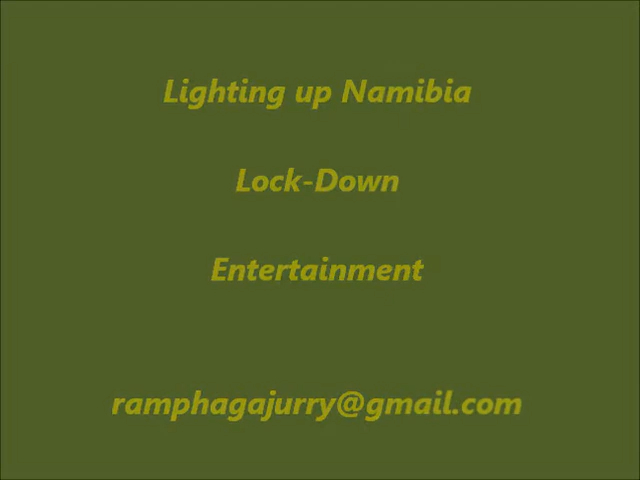 Lighting up Namibia
Lock-Down
Entertainment
ramphagajurry@gmail.com